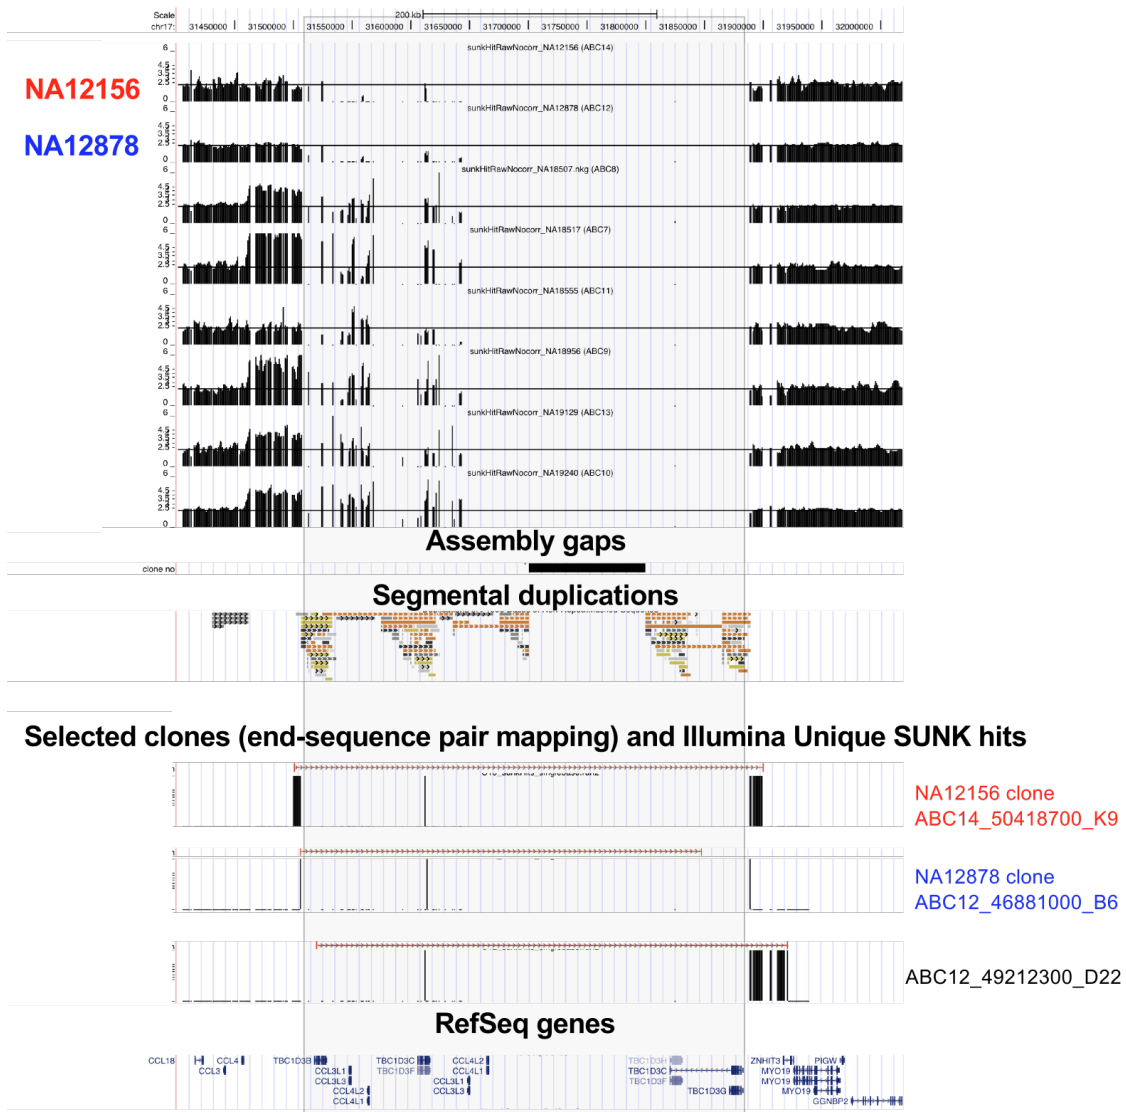 Scale
200 kb
chr17:
31450000
31500000
31550000
31600000
31650000
31700000
31750000
31800000
31850000
31900000
31950000
32000000
sunkHitRawNocorr_NA12156 (ABC14)
NA12156
sunkHitRawNocorr_NA12878 (ABC12)
NA12878
sunkHitRawNocorr_NA18507.nkg (ABC8)
sunkHitRawNocorr_NA18517 (ABC7)
sunkHitRawNocorr_NA18555 (ABC11)
sunkHitRawNocorr_NA18956 (ABC9)
sunkHitRawNocorr_NA19129 (ABC13)
sunkHitRawNocorr_NA19240 (ABC10)
Assembly gaps
clone no
Segmental duplications
Selected clones (end-sequence pair mapping) and Illumina Unique SUNK hits
NA12156 clone
ABC14_50418700_K9
NA12878 clone
ABC12_46881000_B6
ABC12_49212300_D22
RefSeq genes
CCL18 CCL4 TBC1D3B TBC1D3C CCL4L2 TBC1D3H ZNHIT3 PIGW
CCL3 CCL3L1 TBC1D3F CCL4L1 TBC1D3C MYO19
CCL3L3 CCL3L1 TBC1D3F MYO19
CCL4L2 CCL3L3 TBC1D3G MYO19
CCL4L1 GGNBP2